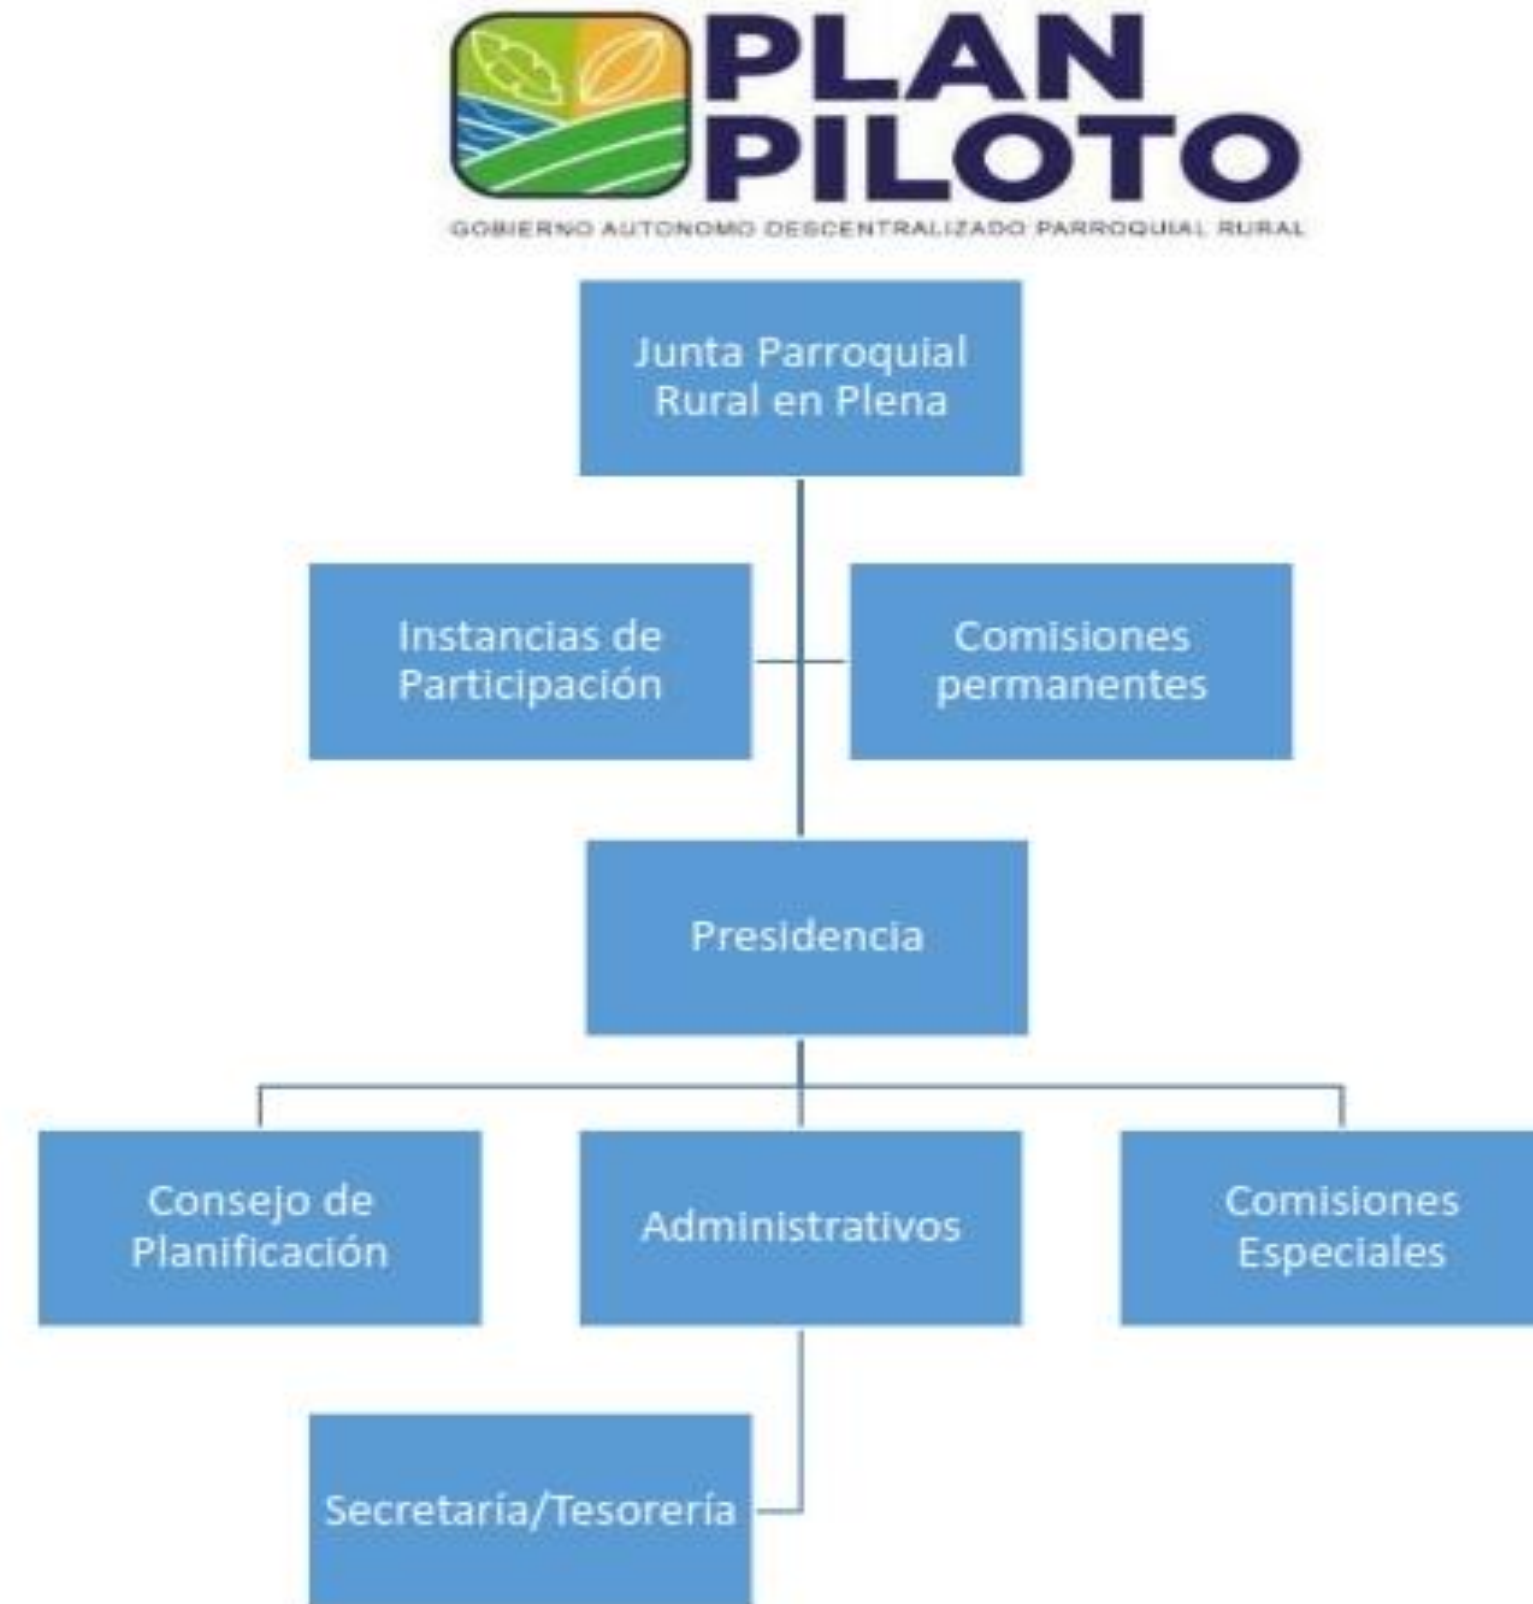 PLAN
PILOTO
GOBIERNO AUTONOMO DESCENTRALIZADO PARROQUIAL RURAL
Junta Parroquial
Rural en Plena
Instancias de
Participación
Comisiones
permanentes
Presidencia
Consejo de
Planificación
Administrativos
Comisiones
Especiales
Secretaría/Tesorería